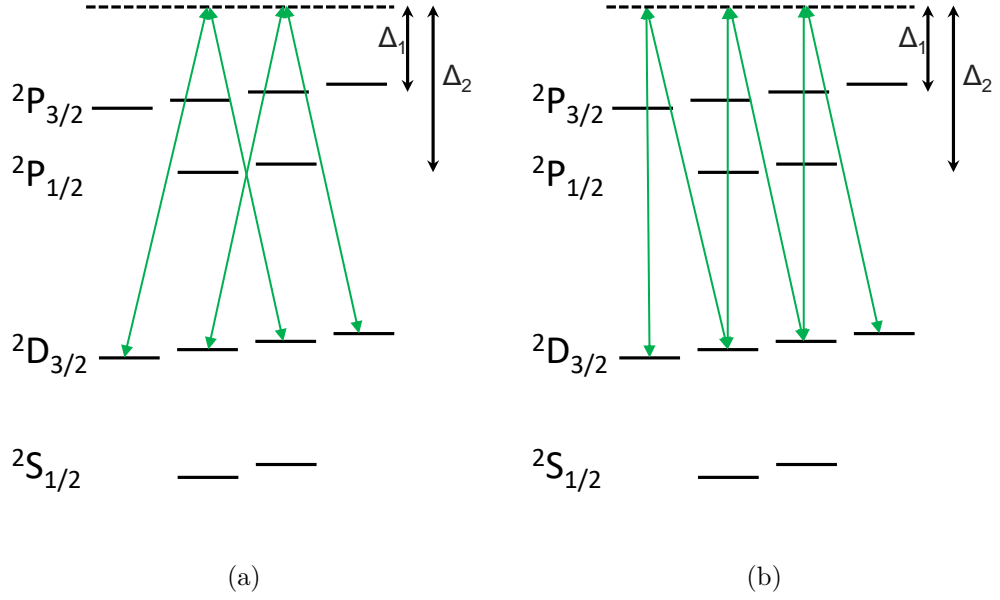 Δ₁
Δ₂
²P₃/₂
²P₁/₂
²D₃/₂
²S₁/₂
(a)
Δ₁
Δ₂
²P₃/₂
²P₁/₂
²D₃/₂
²S₁/₂
(b)